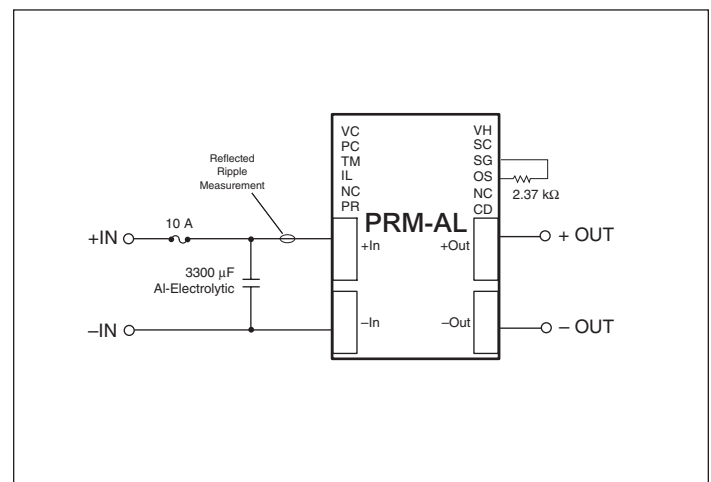 VC
PC
TM
IL
NC
PR
VH
SC
SG
OS
NC
CD
2.37 kΩ
Reflected
Ripple
Measurement
10 A
PRM-AL
+IN
+In
+Out
+ OUT
3300 µF
Al-Electrolytic
–IN
–In
–Out
– OUT